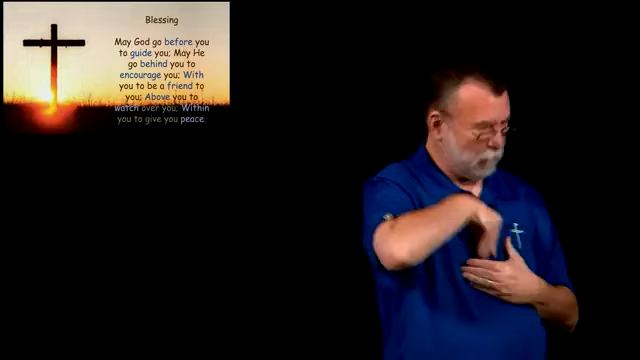 Blessing
May God go before you
to guide you; May He
go behind you to
encourage you; With
you to be a friend to
you; Above you to
watch over you; Within
you to give you peace.